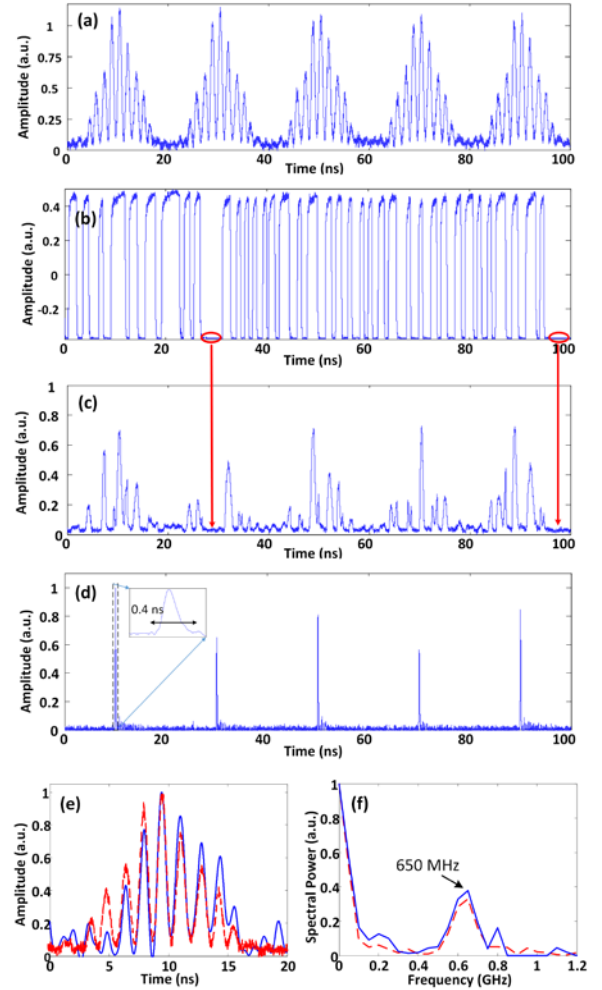 (a)
Amplitude (a.u.)
1
0.75
0.5
0.25
0
0 20 40 60 80 100
Time (ns)
(b)
Amplitude (a.u.)
0.4
0.2
0
-0.2
0 20 40 60 80 100
Time (ns)
(c)
Amplitude (a.u.)
1
0.8
0.6
0.4
0.2
0
0 20 40 60 80 100
Time (ns)
(d)
Amplitude (a.u.)
1
0.8
0.6
0.4
0.2
0
0.4 ns
0 20 40 60 80 100
Time (ns)
(e)
Amplitude (a.u.)
1
0.8
0.6
0.4
0.2
0
0 5 10 15 20
Time (ns)
(f)
Spectral Power (a.u.)
1
0.8
0.6
0.4
0.2
0
650 MHz
0 0.2 0.4 0.6 0.8 1 1.2
Frequency (GHz)